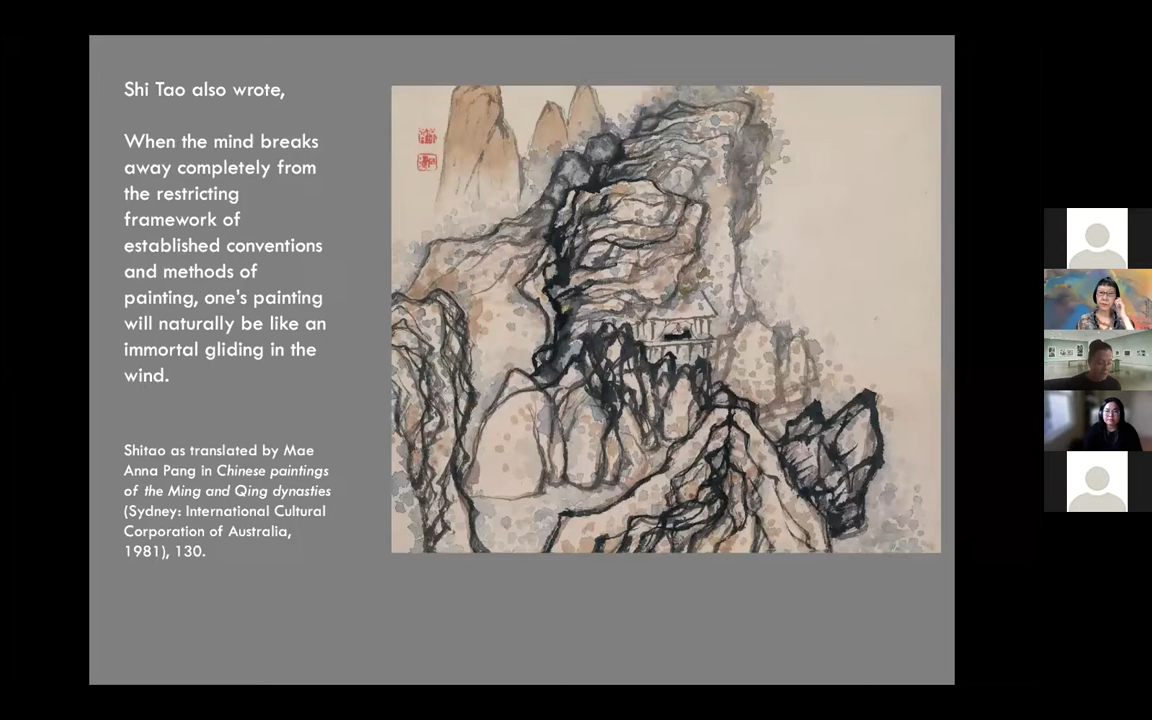 Shi Tao also wrote,
When the mind breaks
away completely from
the restricting
framework of
established conventions
and methods of
painting, one's painting
will naturally be like an
immortal gliding in the
wind.
Shitao as translated by Mae
Anna Pang in Chinese paintings
of the Ming and Qing dynasties
(Sydney: International Cultural
Corporation of Australia,
1981), 130.